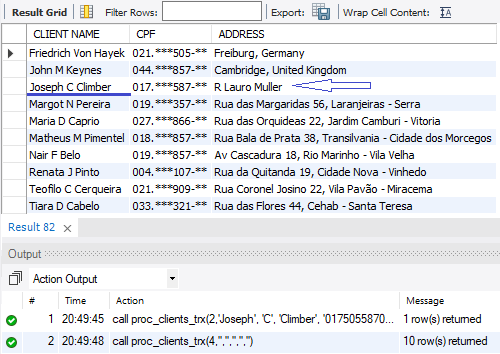 Result Grid Filter Rows: Export: Wrap Cell Content:
CLIENT NAME CPF ADDRESS
Friedrich Von Hayek 021.***505-** Freiburg, Germany
John M Keynes 044.***857-** Cambridge, United Kingdom
Joseph C Climber 017.***587-** R Lauro Muller
Margot N Pereira 019.***357-** Rua das Margaridas 56, Laranjeiras - Serra
Maria D Caprio 027.***866-** Rua das Orquideas 22, Jardim Camburi - Vitoria
Matheus M Pimentel 018.***857-** Rua Bala de Prata 38, Transilvania - Cidade dos Morcegos
Nair F Belo 019.***857-** Av Cascadura 18, Rio Marinho - Vila Velha
Renata J Pinto 004.***107-** Rua da Quitanda 19, Cidade Nova - Vinhedo
Teofilo C Cerqueira 021.***909-** Rua Coronel Josino 22, Vila Pavão - Miracema
Tiara D Cabelo 033.***321-** Rua das Flores 44, Cehab - Santa Teresa
Result 82 ×
Output
Action Output
# Time Action Message
1 20:49:45 call proc_clients_trx(2,'Joseph', 'C', 'Climber', '0175055870... 1 row(s) returned
2 20:49:48 call proc_clients_trx(4,'','','','','') 10 row(s) returned